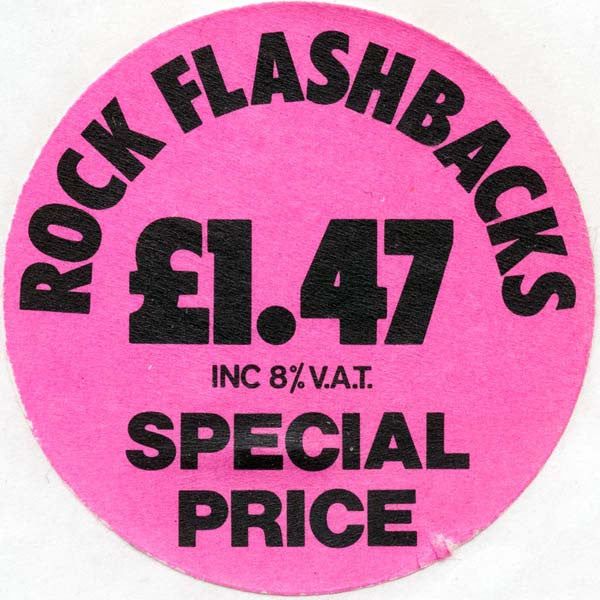 ROCK FLASHBACKS
£1.47
INC 8% V.A.T.
SPECIAL
PRICE